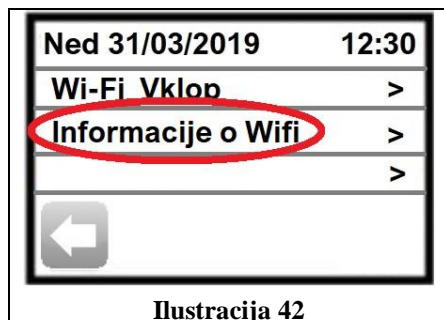 Ned 31/03/2019 12:30
Wi-Fi Vklop >
Informacije o Wifi >
>
Ilustracija 42